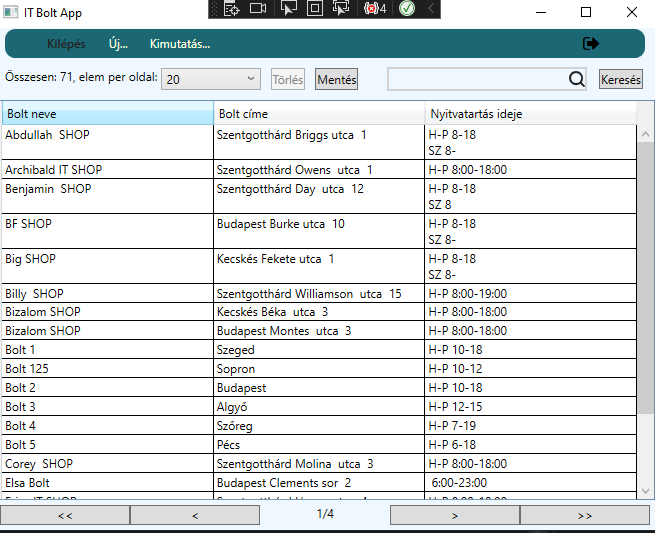 IT Bolt App
4
Kilépés Új... Kimutatás...
Összesen: 71, elem per oldal: 20 Törlés Mentés Keresés
Bolt neve Bolt címe Nyitvatartás ideje
Abdullah SHOP Szentgotthárd Briggs utca 1 H-P 8-18
SZ 8-
Archibald IT SHOP Szentgotthárd Owens utca 1 H-P 8:00-18:00
Benjamin SHOP Szentgotthárd Day utca 12 H-P 8-18
SZ 8
BF SHOP Budapest Burke utca 10 H-P 8-18
SZ 8-
Big SHOP Kecskés Fekete utca 1 H-P 8-18
SZ 8-
Billy SHOP Szentgotthárd Williamson utca 15 H-P 8:00-19:00
Bizalom SHOP Kecskés Béka utca 3 H-P 8:00-18:00
Bizalom SHOP Budapest Montes utca 3 H-P 8:00-18:00
Bolt 1 Szeged H-P 10-18
Bolt 125 Sopron H-P 10-12
Bolt 2 Budapest H-P 10-18
Bolt 3 Algyő H-P 12-15
Bolt 4 Szőreg H-P 7-19
Bolt 5 Pécs H-P 6-18
Corey SHOP Szentgotthárd Molina utca 3 H-P 8:00-18:00
Elsa Bolt Budapest Clements sor 2 6:00-23:00
<< < 1/4 > >>